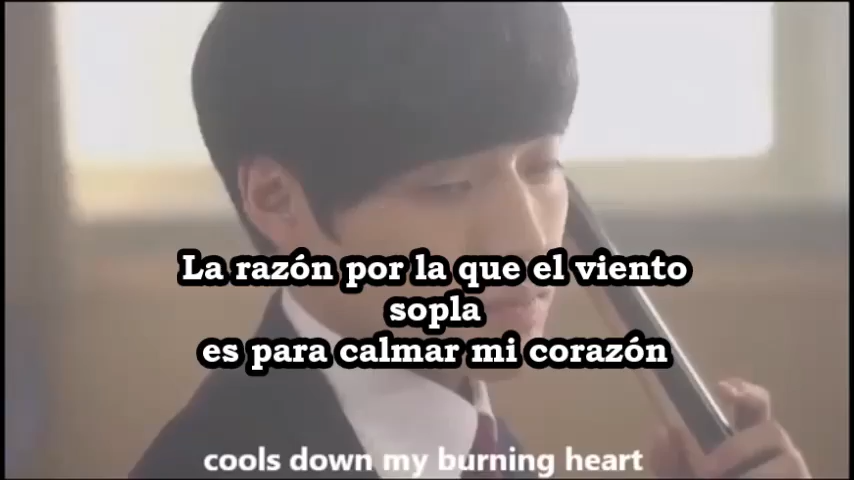 La razón por la que el viento
sopla
es para calmar mi corazón
cools down my burning heart